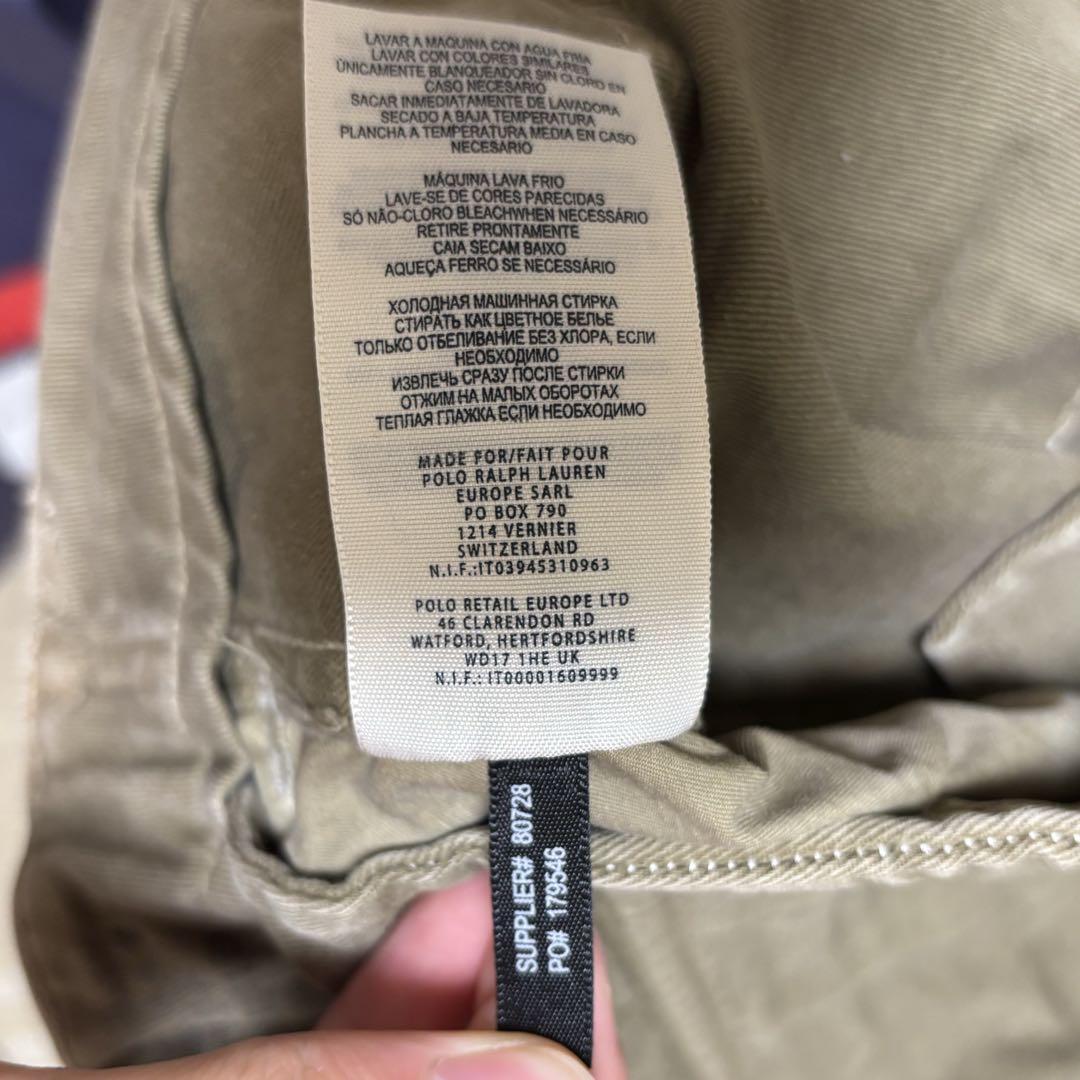 LAVAR A MAQUINA CON AGUA FRIA
LAVAR CON COLORES SIMILARES
ÚNICAMENTE BLANQUEADOR SIN CLORO EN
CASO NECESARIO
SACAR INMEDIATAMENTE DE LAVADORA
SECADO A BAJA TEMPERATURA
PLANCHA A TEMPERATURA MEDIA EN CASO
NECESARIO
MÁQUINA LAVA FRIO
LAVE-SE DE CORES PARECIDAS
SÓ NÃO-CLORO BLEACHWHEN NECESSÁRIO
RETIRE PRONTAMENTE
CAIA SECAM BAIXO
AQUEÇA FERRO SE NECESSÁRIO
ХОЛОДНАЯ МАШИННАЯ СТИРКА
СТИРАТЬ КАК ЦВЕТНОЕ БЕЛЬЕ
ТОЛЬКО ОТБЕЛИВАНИЕ БЕЗ ХЛОРА, ЕСЛИ
НЕОБХОДИМО
ИЗВЛЕЧЬ СРАЗУ ПОСЛЕ СТИРКИ
ОТЖИМ НА МАЛЫХ ОБОРОТАХ
ТЕПЛАЯ ГЛАЖКА ЕСЛИ НЕОБХОДИМО
MADE FOR/FAIT POUR
POLO RALPH LAUREN
EUROPE SARL
PO BOX 790
1214 VERNIER
SWITZERLAND
N.I.F.:IT03945310963
POLO RETAIL EUROPE LTD
46 CLARENDON RD
WATFORD, HERTFORDSHIRE
WD17 1HE UK
N.I.F.: IT00001609999
SUPPLIER# 80728
PO# 179546